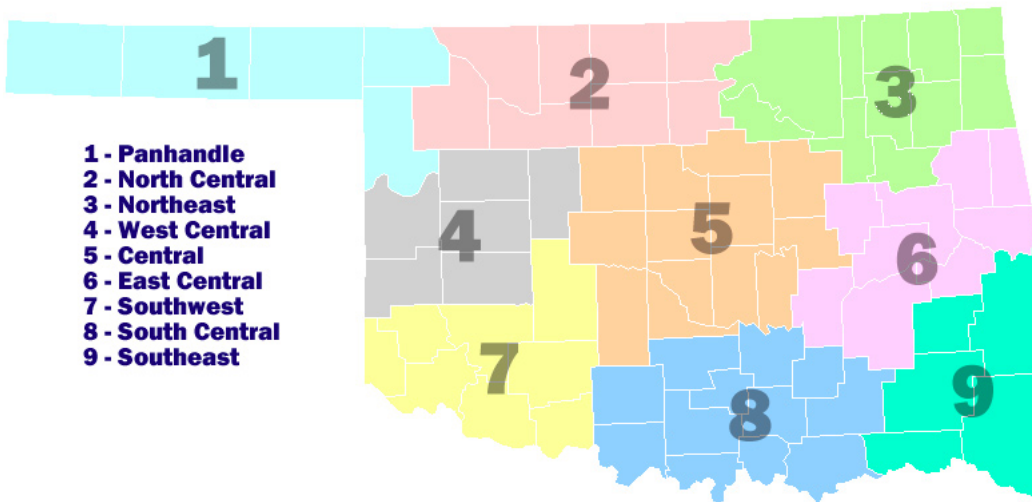 1
2
3
1 - Panhandle
2 - North Central
3 - Northeast
4 - West Central
5 - Central
6 - East Central
7 - Southwest
8 - South Central
9 - Southeast
4
5
6
7
8
9